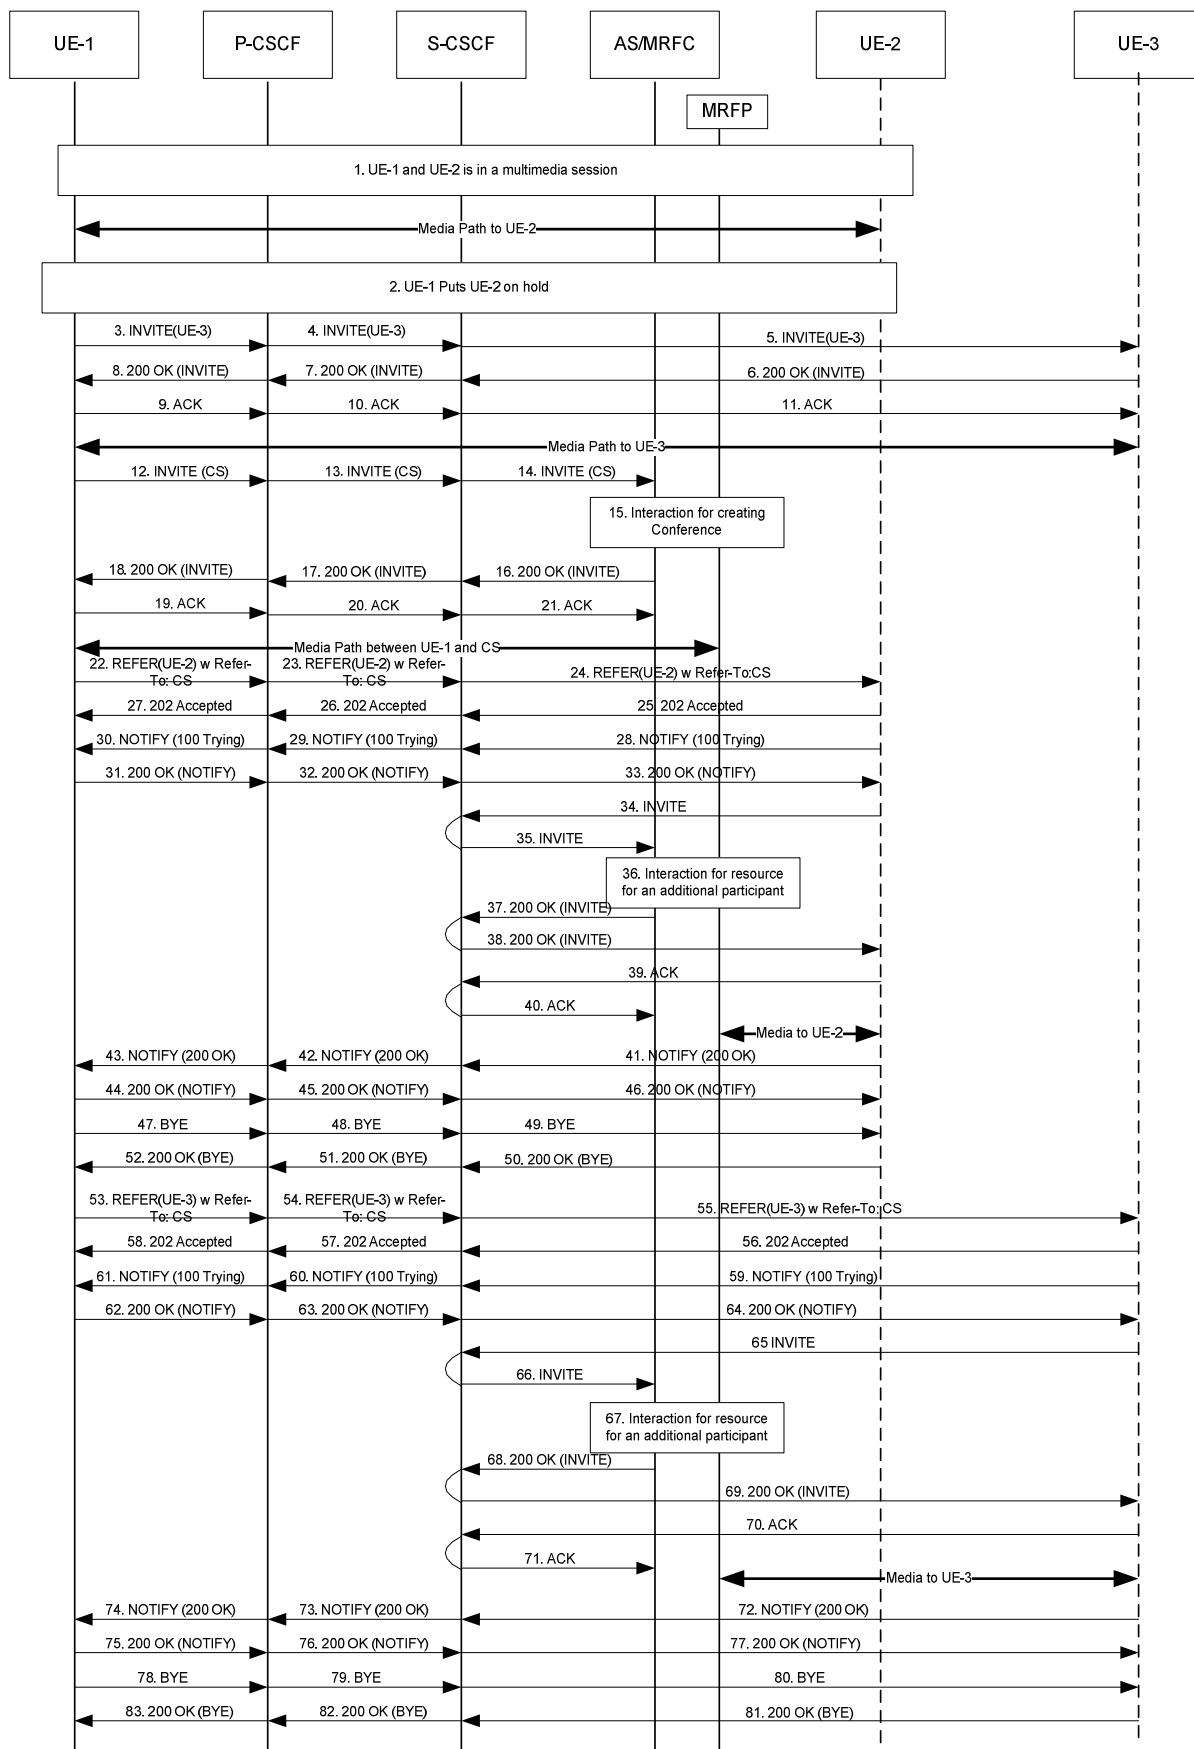 UE-1
P-CSCF
S-CSCF
AS/MRFC
UE-2
UE-3
MRFP
1. UE-1 and UE-2 is in a multimedia session
Media Path to UE-2
2. UE-1 Puts UE-2 on hold
3. INVITE(UE-3)
4. INVITE(UE-3)
5. INVITE(UE-3)
8. 200 OK (INVITE)
7. 200 OK (INVITE)
6. 200 OK (INVITE)
9. ACK
10. ACK
11. ACK
Media Path to UE-3
12. INVITE (CS)
13. INVITE (CS)
14. INVITE (CS)
15. Interaction for creating
Conference
18. 200 OK (INVITE)
17. 200 OK (INVITE)
16. 200 OK (INVITE)
19. ACK
20. ACK
21. ACK
Media Path between UE-1 and CS
22. REFER(UE-2) w Refer-
To: CS
23. REFER(UE-2) w Refer-
To: CS
24. REFER(UE-2) w Refer-To:CS
27. 202 Accepted
26. 202 Accepted
25. 202 Accepted
30. NOTIFY (100 Trying)
29. NOTIFY (100 Trying)
28. NOTIFY (100 Trying)
31. 200 OK (NOTIFY)
32. 200 OK (NOTIFY)
33. 200 OK (NOTIFY)
34. INVITE
35. INVITE
36. Interaction for resource
for an additional participant
37. 200 OK (INVITE)
38. 200 OK (INVITE)
39. ACK
40. ACK
Media to UE-2
43. NOTIFY (200 OK)
42. NOTIFY (200 OK)
41. NOTIFY (200 OK)
44. 200 OK (NOTIFY)
45. 200 OK (NOTIFY)
46. 200 OK (NOTIFY)
47. BYE
48. BYE
49. BYE
52. 200 OK (BYE)
51. 200 OK (BYE)
50. 200 OK (BYE)
53. REFER(UE-3) w Refer-
To: CS
54. REFER(UE-3) w Refer-
To: CS
55. REFER(UE-3) w Refer-To: CS
58. 202 Accepted
57. 202 Accepted
56. 202 Accepted
61. NOTIFY (100 Trying)
60. NOTIFY (100 Trying)
59. NOTIFY (100 Trying)
62. 200 OK (NOTIFY)
63. 200 OK (NOTIFY)
64. 200 OK (NOTIFY)
65 INVITE
66. INVITE
67. Interaction for resource
for an additional participant
68. 200 OK (INVITE)
69. 200 OK (INVITE)
70. ACK
71. ACK
Media to UE-3
74. NOTIFY (200 OK)
73. NOTIFY (200 OK)
72. NOTIFY (200 OK)
75. 200 OK (NOTIFY)
76. 200 OK (NOTIFY)
77. 200 OK (NOTIFY)
78. BYE
79. BYE
80. BYE
83. 200 OK (BYE)
82. 200 OK (BYE)
81. 200 OK (BYE)